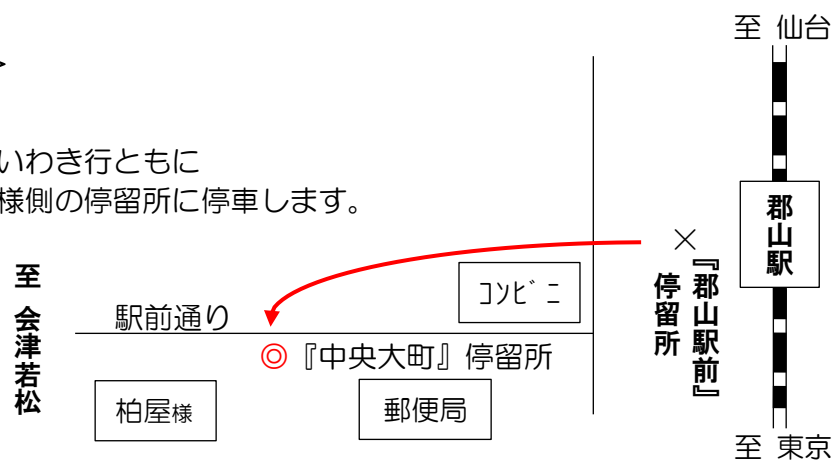 至 仙台
>
いわき行ともに
様側の停留所に停車します。
郡山駅
×
『郡山駅前』
停留所
ｺﾝﾋﾞﾆ
至 会津若松
駅前通り
◎『中央大町』停留所
柏屋様
郵便局
至 東京